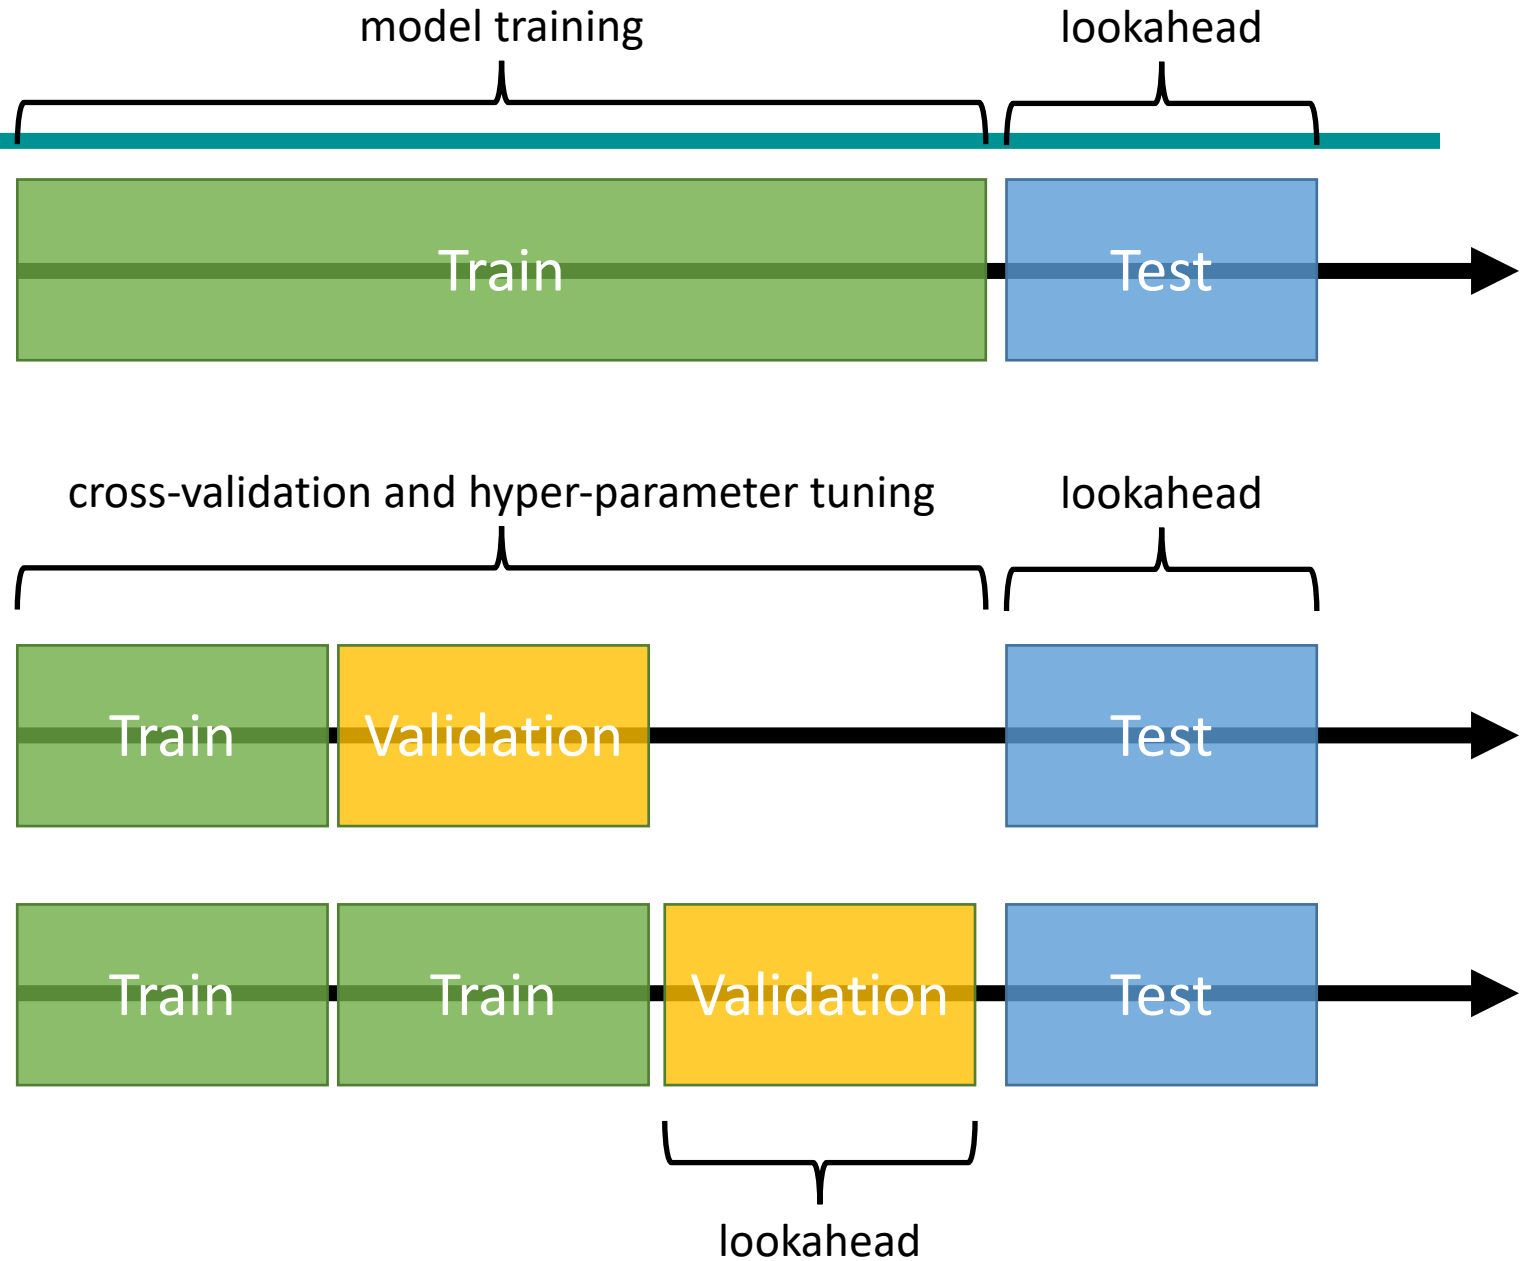 model training
lookahead
Train
Test
cross-validation and hyper-parameter tuning
lookahead
Train
Validation
Test
Train
Train
Validation
Test
lookahead